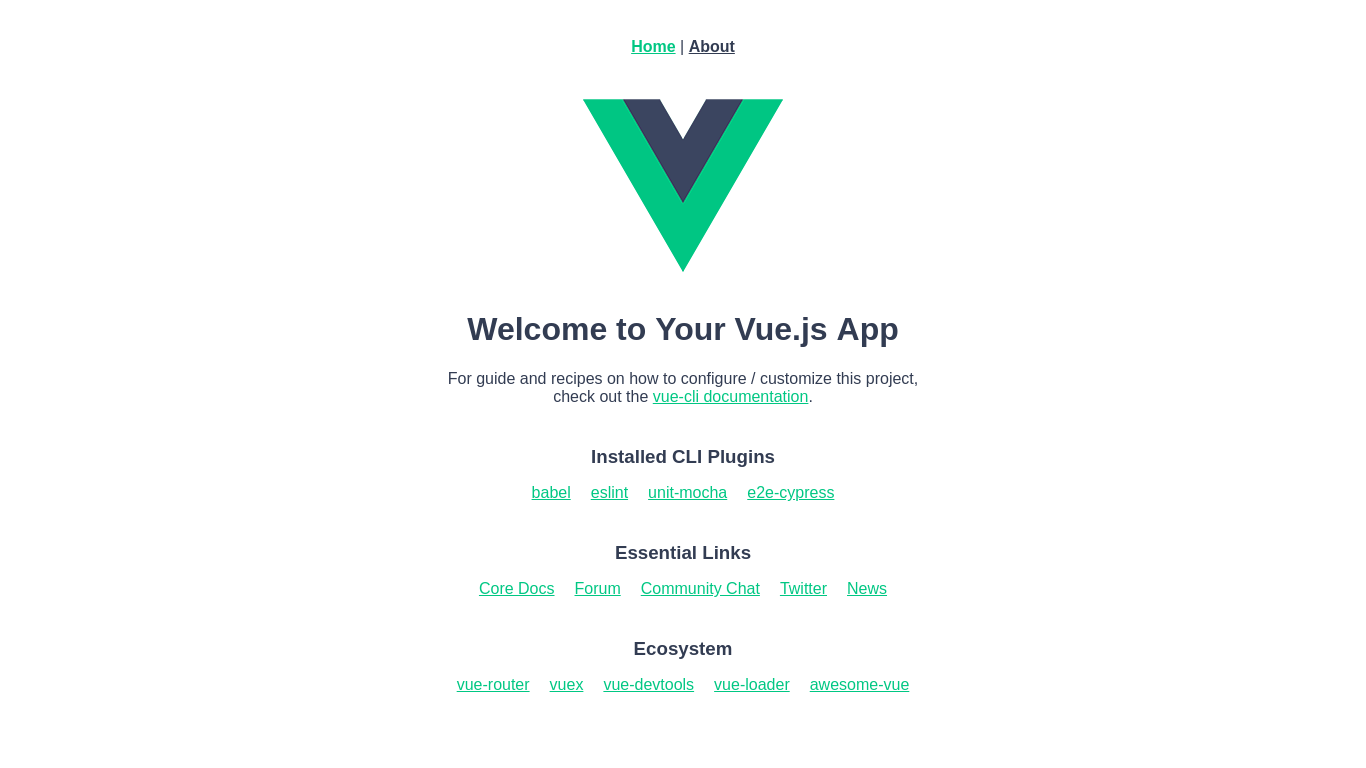 Home | About
Welcome to Your Vue.js App
For guide and recipes on how to configure / customize this project,
check out the vue-cli documentation.
Installed CLI Plugins
babel eslint unit-mocha e2e-cypress
Essential Links
Core Docs Forum Community Chat Twitter News
Ecosystem
vue-router vuex vue-devtools vue-loader awesome-vue